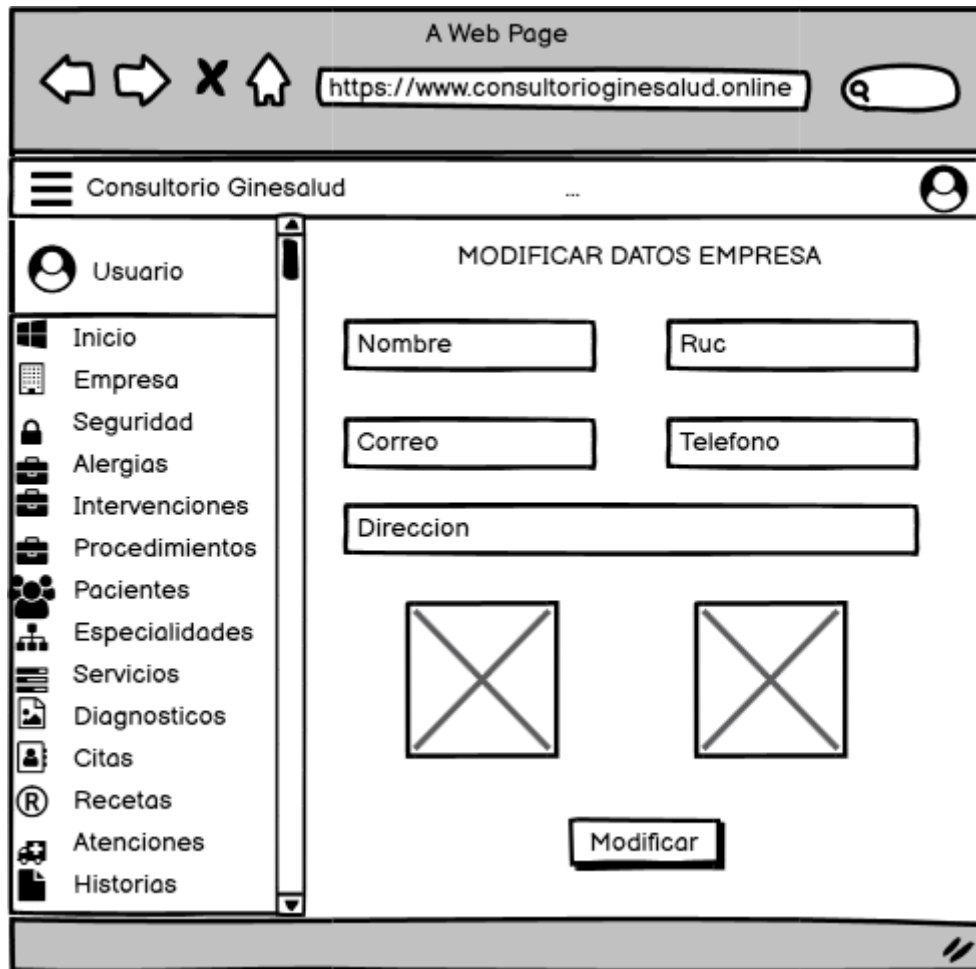 A Web Page
https://www.consultorioginesalud.online
Consultorio Ginesalud
...
Usuario
Inicio
Empresa
Seguridad
Alergias
Intervenciones
Procedimientos
Pacientes
Especialidades
Servicios
Diagnosticos
Citas
R Recetas
Atenciones
Historias
MODIFICAR DATOS EMPRESA
Nombre
Ruc
Correo
Telefono
Direccion
Modificar